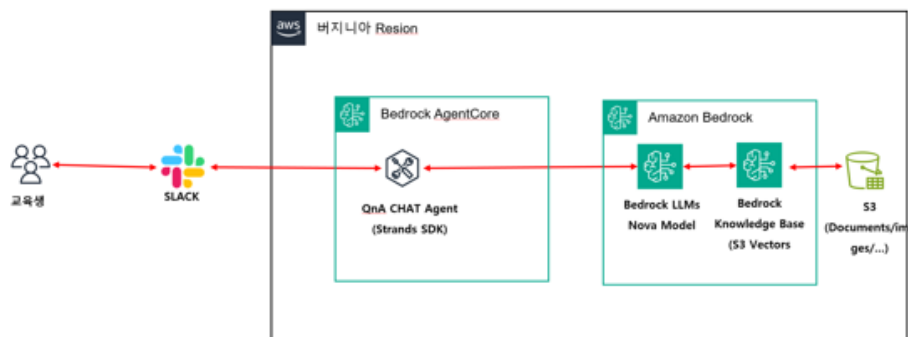 aws
버지니아 Resion
Bedrock AgentCore
Amazon Bedrock
교육생
SLACK
QnA CHAT Agent
(Strands SDK)
Bedrock LLMs
Nova Model
Bedrock
Knowledge Base
(S3 Vectors
S3
(Documents/im
ges/...)